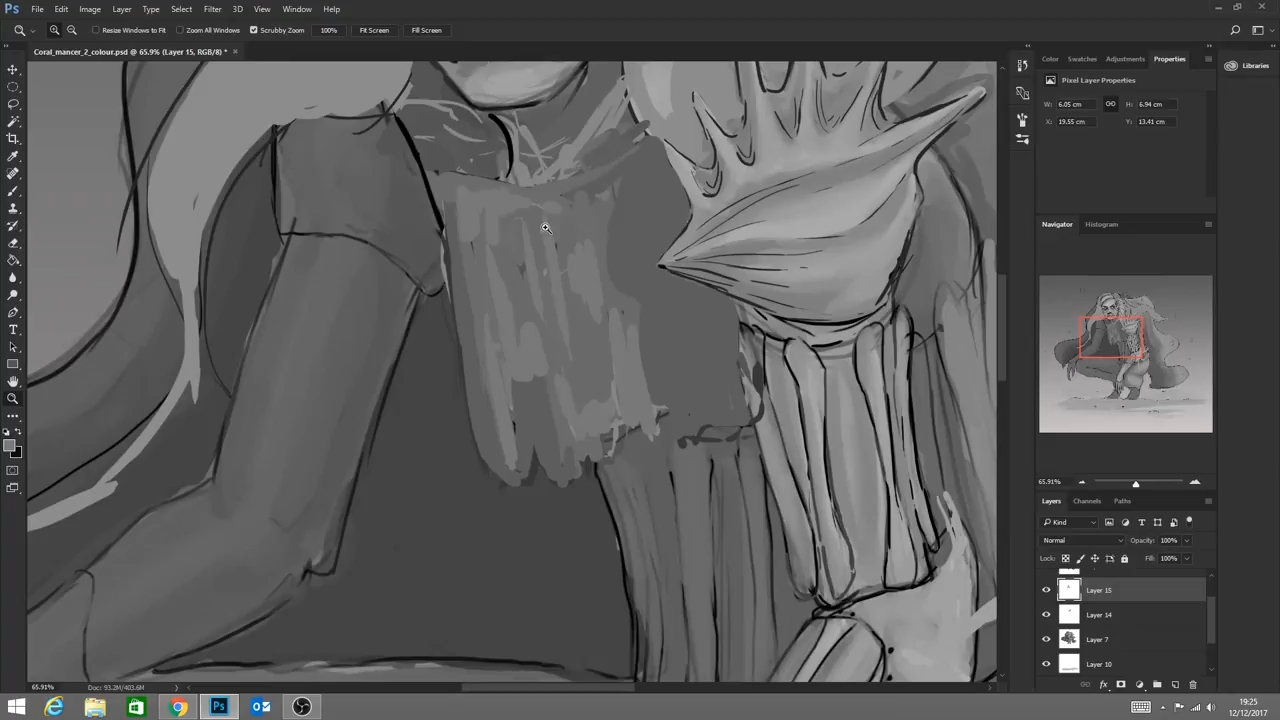 Ps File Edit Image Layer Type Select Filter 3D View Window Help
Resize Windows to Fit Zoom All Windows Scrubby Zoom 100% Fit Screen Fill Screen
Coral_mancer_2_colour.psd @ 65.9% (Layer 15, RGB/8) * ×
Color Swatches Adjustments Properties
Libraries
Pixel Layer Properties
W: 6.05 cm H: 6.94 cm
X: 19.55 cm Y: 13.41 cm
Navigator Histogram
65.91%
Layers Channels Paths
Kind
Normal Opacity: 100%
Lock: Fill: 100%
Layer 15
Layer 14
Layer 7
Layer 10
65.91% Doc: 93.2M/403.6M
19:25
12/12/2017